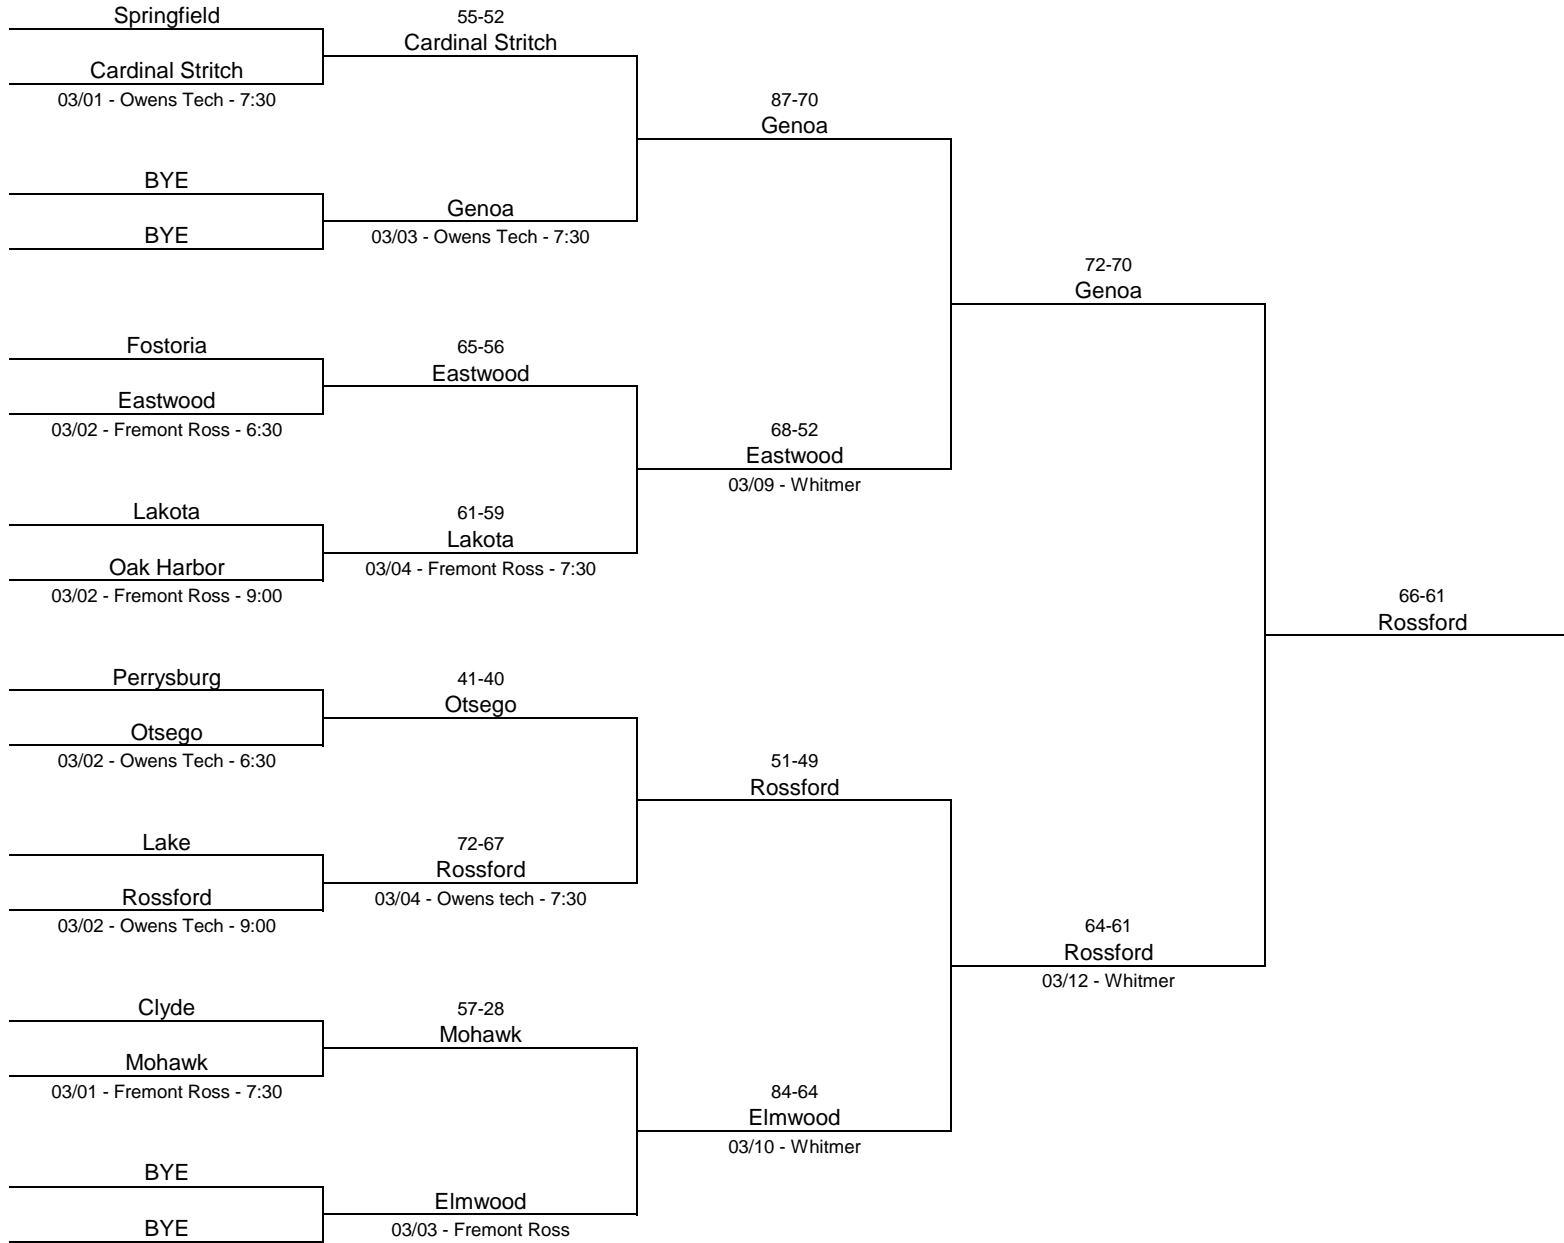 Springfield
Cardinal Stritch
03/01 - Owens Tech - 7:30
BYE
BYE
Fostoria
Eastwood
03/02 - Fremont Ross - 6:30
Lakota
Oak Harbor
03/02 - Fremont Ross - 9:00
Perrysburg
Otsego
03/02 - Owens Tech - 6:30
Lake
Rossford
03/02 - Owens Tech - 9:00
Clyde
Mohawk
03/01 - Fremont Ross - 7:30
BYE
BYE
55-52
Cardinal Stritch
Genoa
03/03 - Owens Tech - 7:30
65-56
Eastwood
61-59
Lakota
03/04 - Fremont Ross - 7:30
41-40
Otsego
72-67
Rossford
03/04 - Owens tech - 7:30
57-28
Mohawk
Elmwood
03/03 - Fremont Ross
87-70
Genoa
68-52
Eastwood
03/09 - Whitmer
51-49
Rossford
84-64
Elmwood
03/10 - Whitmer
72-70
Genoa
64-61
Rossford
03/12 - Whitmer
66-61
Rossford